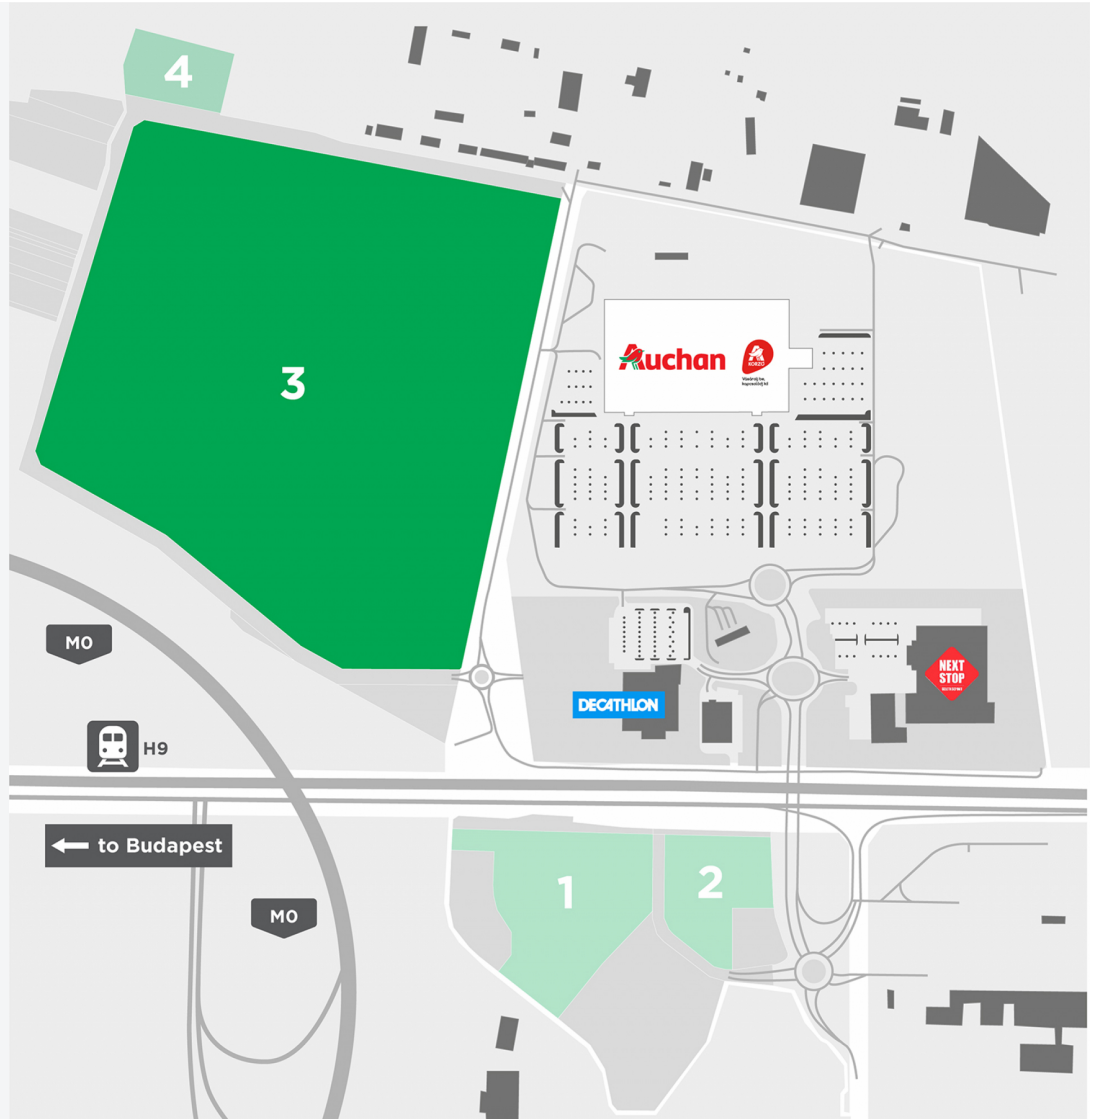 4
3
Auchan
KORZÓ
M0
NEXT
STOP
DECATHLON
H9
← to Budapest
1
2
M0